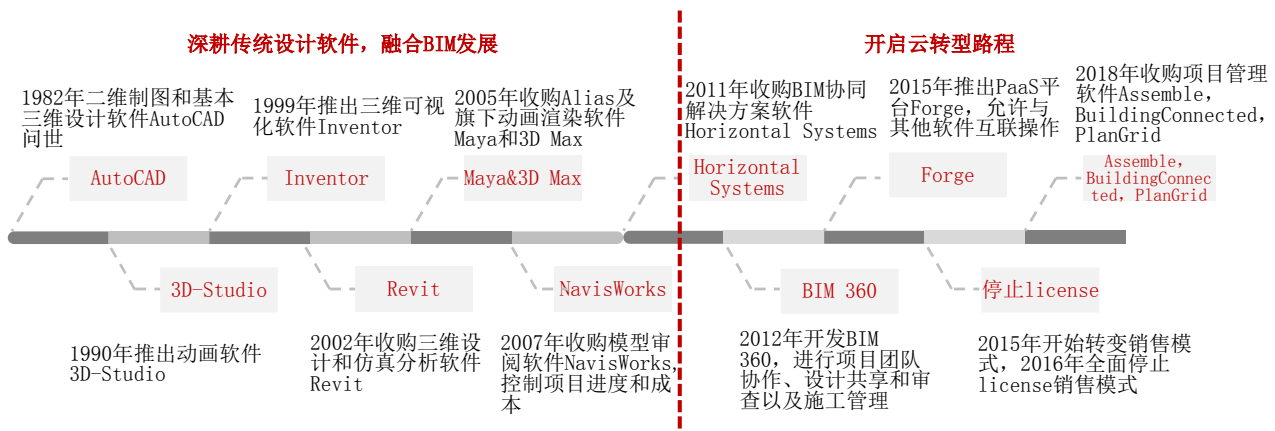 深耕传统设计软件，融合BIM发展
开启云转型路程
1982年二维制图和基本
三维设计软件AutoCAD
问世
1999年推出三维可视
化软件Inventor
2005年收购Alias及
旗下动画渲染软件
Maya和3D Max
2011年收购BIM协同
解决方案软件
Horizontal Systems
2015年推出PaaS平
台Forge，允许与
其他软件互联操作
2018年收购项目管理
软件Assemble，
BuildingConnected，
PlanGrid
AutoCAD
Inventor
Maya&3D Max
Horizontal
Systems
Forge
Assemble，
BuildingConnec
ted，PlanGrid
3D-Studio
Revit
NavisWorks
BIM 360
停止license
1990年推出动画软件
3D-Studio
2002年收购三维设
计和仿真分析软件
Revit
2007年收购模型审
阅软件NavisWorks,
控制项目进度和成
本
2012年开发BIM
360，进行项目团队
协作、设计共享和审
查以及施工管理
2015年开始转变销售模
式，2016年全面停止
license销售模式